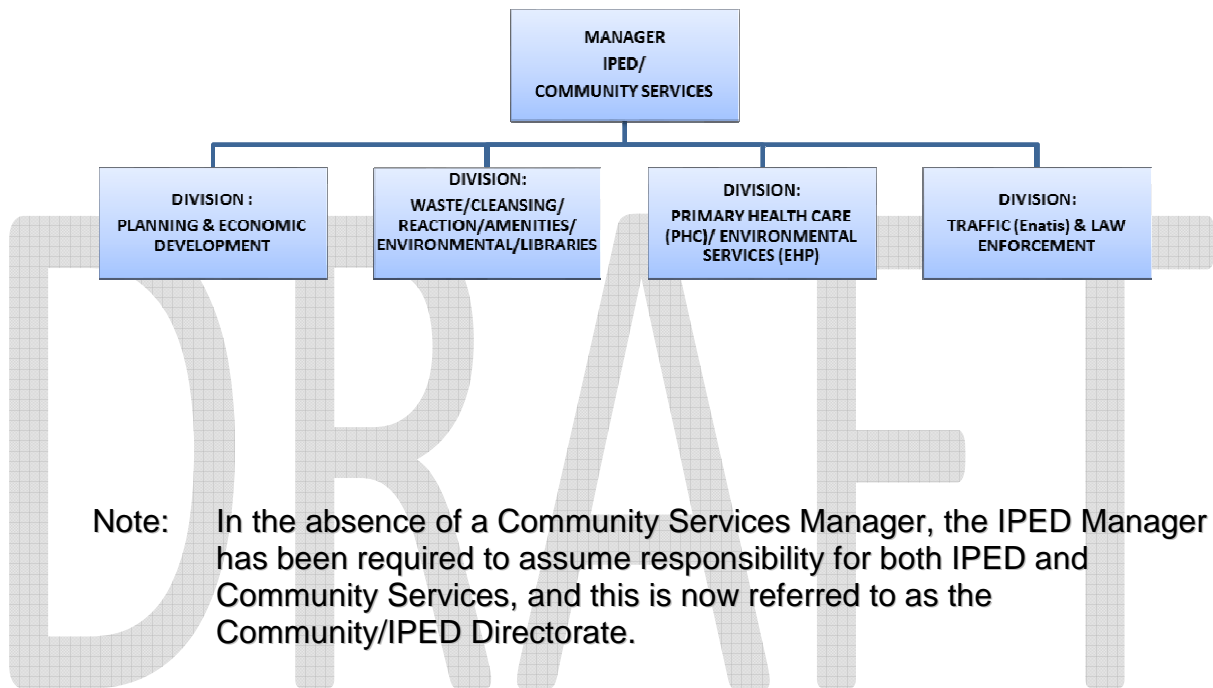 MANAGER
IPED/
COMMUNITY SERVICES
DIVISION :
PLANNING & ECONOMIC
DEVELOPMENT
DIVISION:
WASTE/CLEANSING/
REACTION/AMENITIES/
ENVIRONMENTAL/LIBRARIES
DIVISION:
PRIMARY HEALTH CARE
(PHC)/ ENVIRONMENTAL
SERVICES (EHP)
DIVISION:
TRAFFIC (Enatis) & LAW
ENFORCEMENT
DRAFT
Note: In the absence of a Community Services Manager, the IPED Manager
has been required to assume responsibility for both IPED and
Community Services, and this is now referred to as the
Community/IPED Directorate.